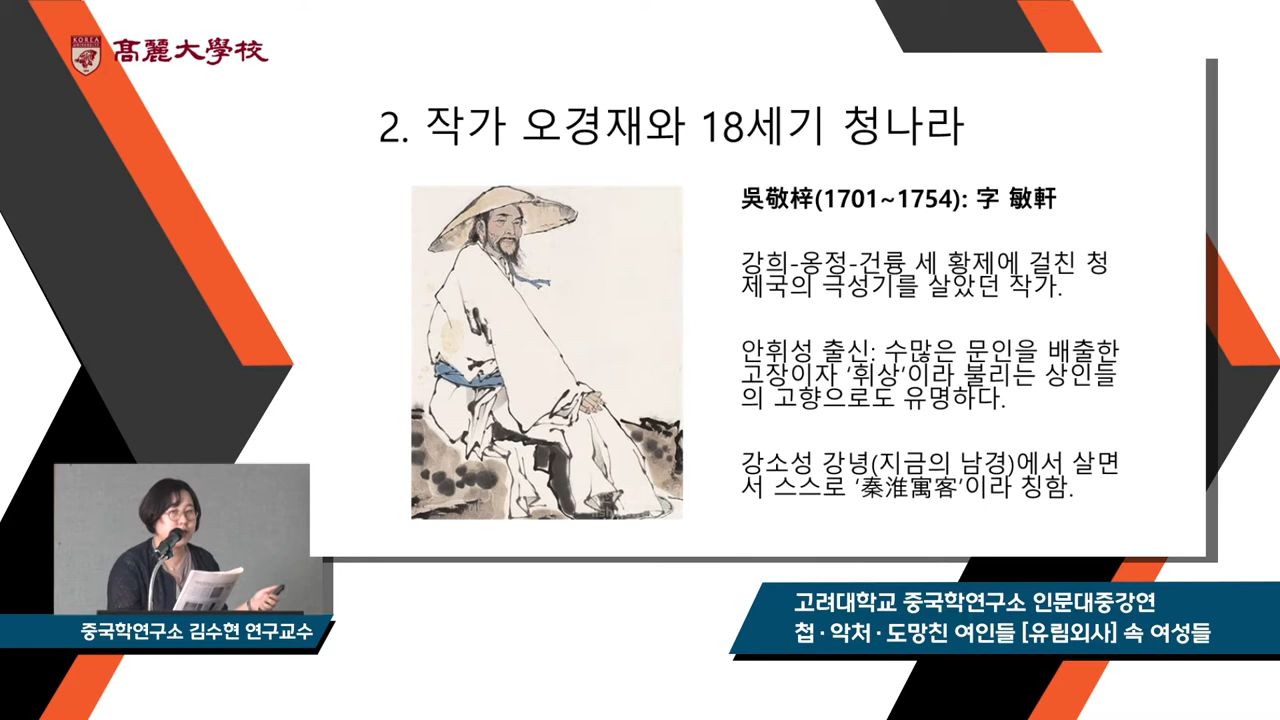 KOREA
高麗大學校
2. 작가 오경재와 18세기 청나라
吳敬梓(1701~1754): 字 敏軒
강희-옹정-건륭 세 황제에 걸친 청
제국의 극성기를 살았던 작가.
안휘성 출신: 수많은 문인을 배출한
고장이자 ‘휘상‘이라 불리는 상인들
의 고향으로도 유명하다.
강소성 강녕(지금의 남경)에서 살면
서 스스로 ‘秦淮寓客’이라 칭함.
중국학연구소 김수현 연구교수
고려대학교 중국학연구소 인문대중강연
첩·악처·도망친 여인들 [유림외사] 속 여성들